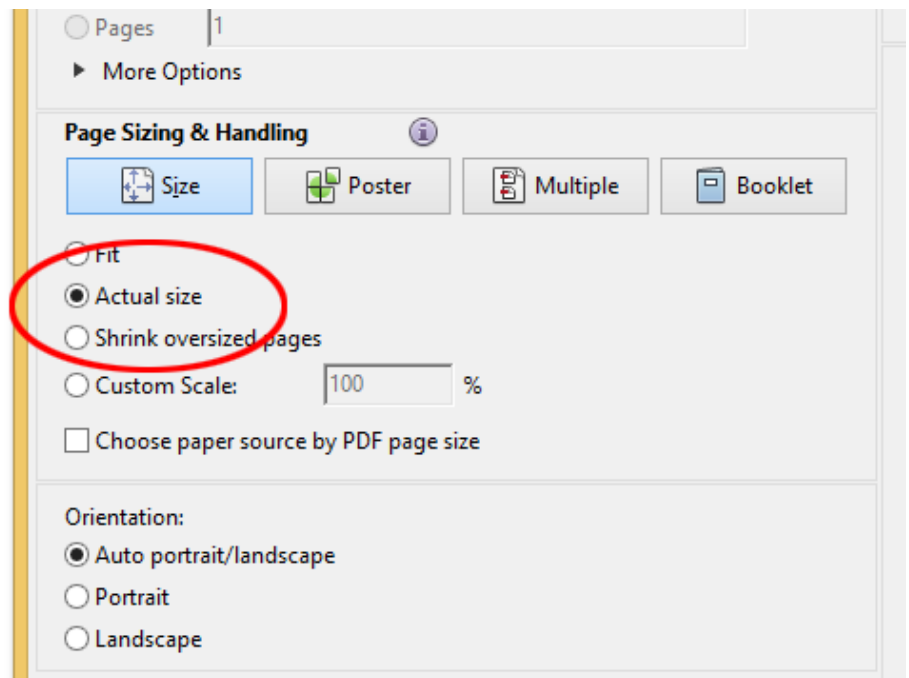 Pages 1
More Options
Page Sizing & Handling i
Size Poster Multiple Booklet
Fit
Actual size
Shrink oversized pages
Custom Scale: 100 %
Choose paper source by PDF page size
Orientation:
Auto portrait/landscape
Portrait
Landscape